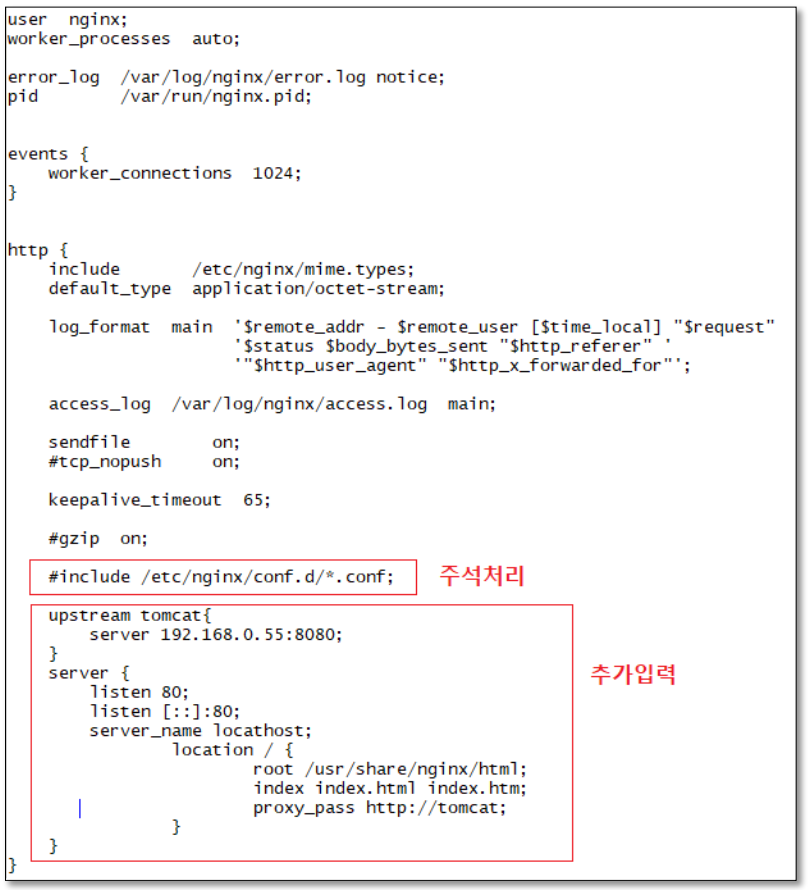 user  nginx;
worker_processes  auto;
error_log  /var/log/nginx/error.log notice;
pid        /var/run/nginx.pid;
events {
    worker_connections  1024;
}
http {
    include       /etc/nginx/mime.types;
    default_type  application/octet-stream;
    log_format  main  '$remote_addr - $remote_user [$time_local] "$request"
                      '$status $body_bytes_sent "$http_referer" '
                      '"$http_user_agent" "$http_x_forwarded_for"';
    access_log  /var/log/nginx/access.log  main;
    sendfile        on;
    #tcp_nopush     on;
    keepalive_timeout  65;
    #gzip  on;
    #include /etc/nginx/conf.d/*.conf; 주석처리
    upstream tomcat{
        server 192.168.0.55:8080;
    }
    server {
추가입력
        listen 80;
        listen [::]:80;
        server_name locathost;
                location / {
                        root /usr/share/nginx/html;
                        index index.html index.htm;
                        proxy_pass http://tomcat;
                }
    }
}